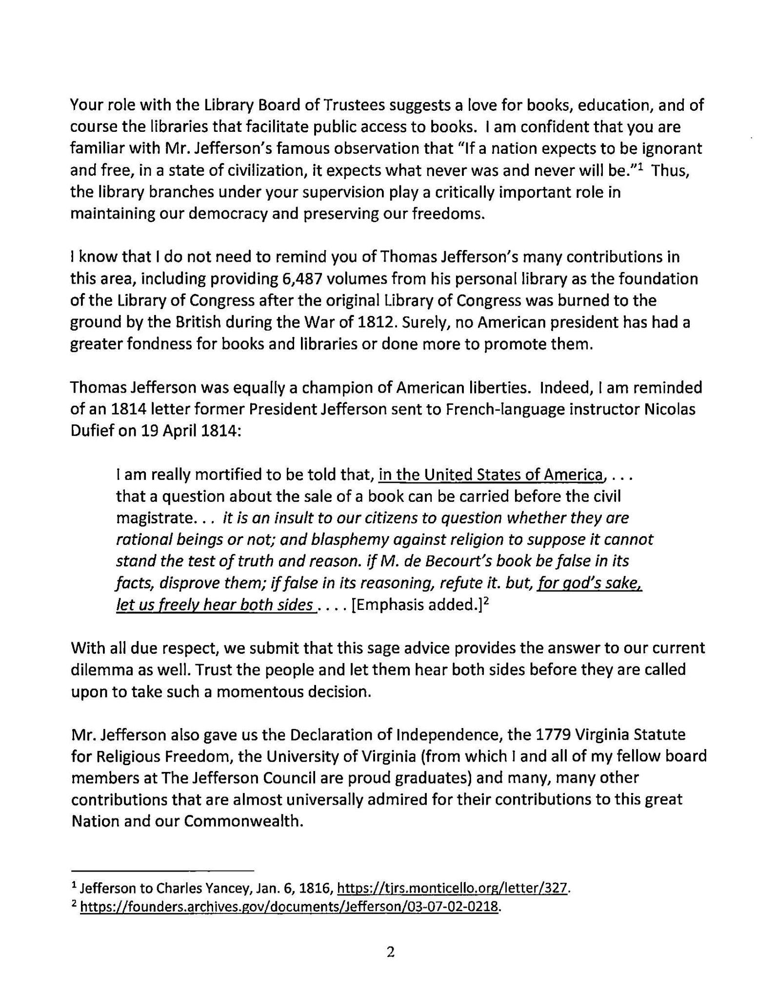 Your role with the Library Board of Trustees suggests a love for books, education, and of
course the libraries that facilitate public access to books.  I am confident that you are
familiar with Mr. Jefferson’s famous observation that “If a nation expects to be ignorant
and free, in a state of civilization, it expects what never was and never will be.”¹  Thus,
the library branches under your supervision play a critically important role in
maintaining our democracy and preserving our freedoms.
I know that I do not need to remind you of Thomas Jefferson’s many contributions in
this area, including providing 6,487 volumes from his personal library as the foundation
of the Library of Congress after the original Library of Congress was burned to the
ground by the British during the War of 1812. Surely, no American president has had a
greater fondness for books and libraries or done more to promote them.
Thomas Jefferson was equally a champion of American liberties.  Indeed, I am reminded
of an 1814 letter former President Jefferson sent to French-language instructor Nicolas
Dufief on 19 April 1814:
I am really mortified to be told that, in the United States of America, . . .
that a question about the sale of a book can be carried before the civil
magistrate. . .  it is an insult to our citizens to question whether they are
rational beings or not; and blasphemy against religion to suppose it cannot
stand the test of truth and reason. if M. de Becourt’s book be false in its
facts, disprove them; if false in its reasoning, refute it. but, for god’s sake,
let us freely hear both sides . . . . [Emphasis added.]²
With all due respect, we submit that this sage advice provides the answer to our current
dilemma as well. Trust the people and let them hear both sides before they are called
upon to take such a momentous decision.
Mr. Jefferson also gave us the Declaration of Independence, the 1779 Virginia Statute
for Religious Freedom, the University of Virginia (from which I and all of my fellow board
members at The Jefferson Council are proud graduates) and many, many other
contributions that are almost universally admired for their contributions to this great
Nation and our Commonwealth.
¹ Jefferson to Charles Yancey, Jan. 6, 1816, https://tjrs.monticello.org/letter/327.
² https://founders.archives.gov/documents/Jefferson/03-07-02-0218.
2